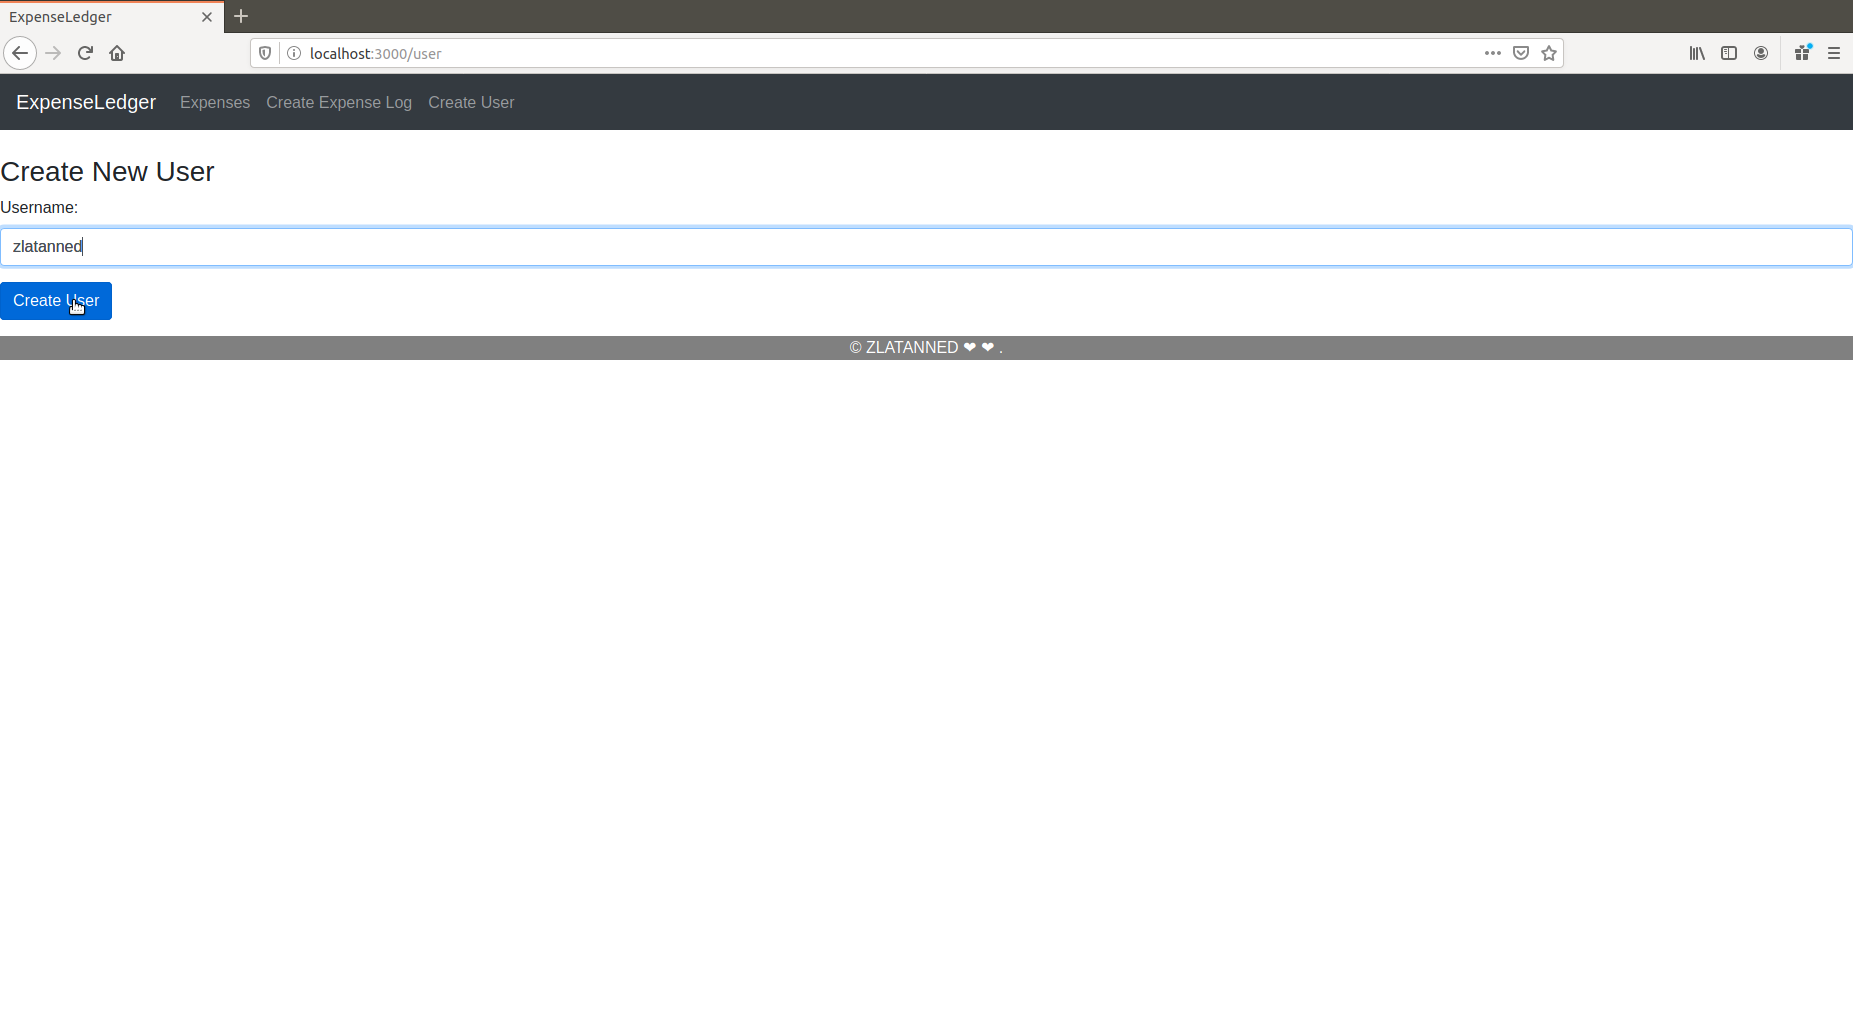 ExpenseLedger
localhost:3000/user
ExpenseLedger Expenses Create Expense Log Create User
Create New User
Username:
zlatanned
Create User
© ZLATANNED ❤ ❤ .